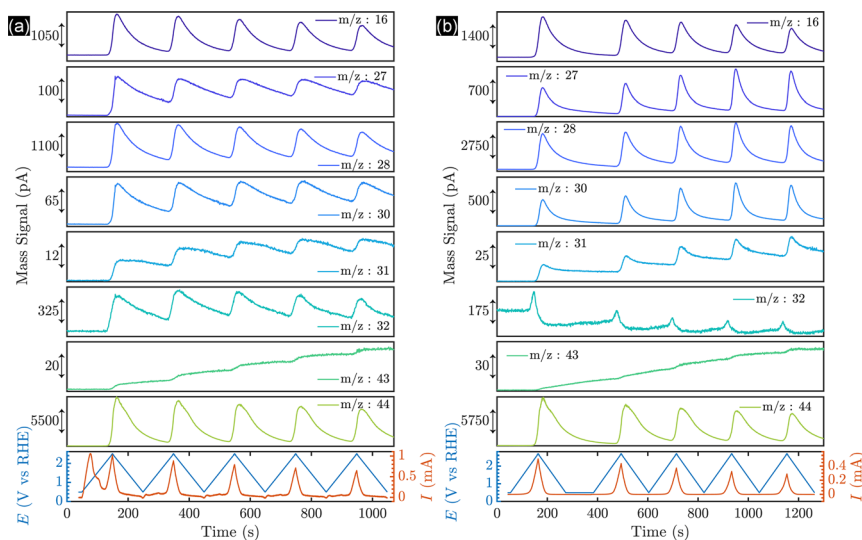 (a)
Mass Signal (pA)
1050
m/z : 16
100
m/z : 27
1100
m/z : 28
65
m/z : 30
12
m/z : 31
325
m/z : 32
20
m/z : 43
5500
m/z : 44
E (V vs RHE)
2
1
0
1
0.5
0
I (mA)
0 200 400 600 800 1000
Time (s)
(b)
Mass Signal (pA)
1400
m/z : 16
700
m/z : 27
2750
m/z : 28
500
m/z : 30
25
m/z : 31
175
m/z : 32
30
m/z : 43
5750
m/z : 44
E (V vs RHE)
2
1
0
0.4
0.2
0
I (mA)
0 200 400 600 800 1000 1200
Time (s)